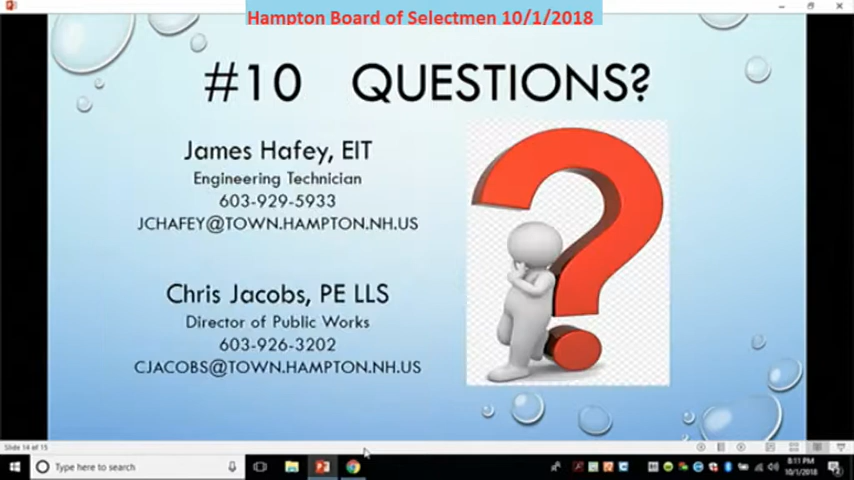 Hampton Board of Selectmen 10/1/2018
#10 QUESTIONS?
James Hafey, EIT
Engineering Technician
603-929-5933
JCHAFEY@TOWN.HAMPTON.NH.US
Chris Jacobs, PE LLS
Director of Public Works
603-926-3202
CJACOBS@TOWN.HAMPTON.NH.US
Slide 14 of 15
Type here to search
8:11 PM
10/1/2018